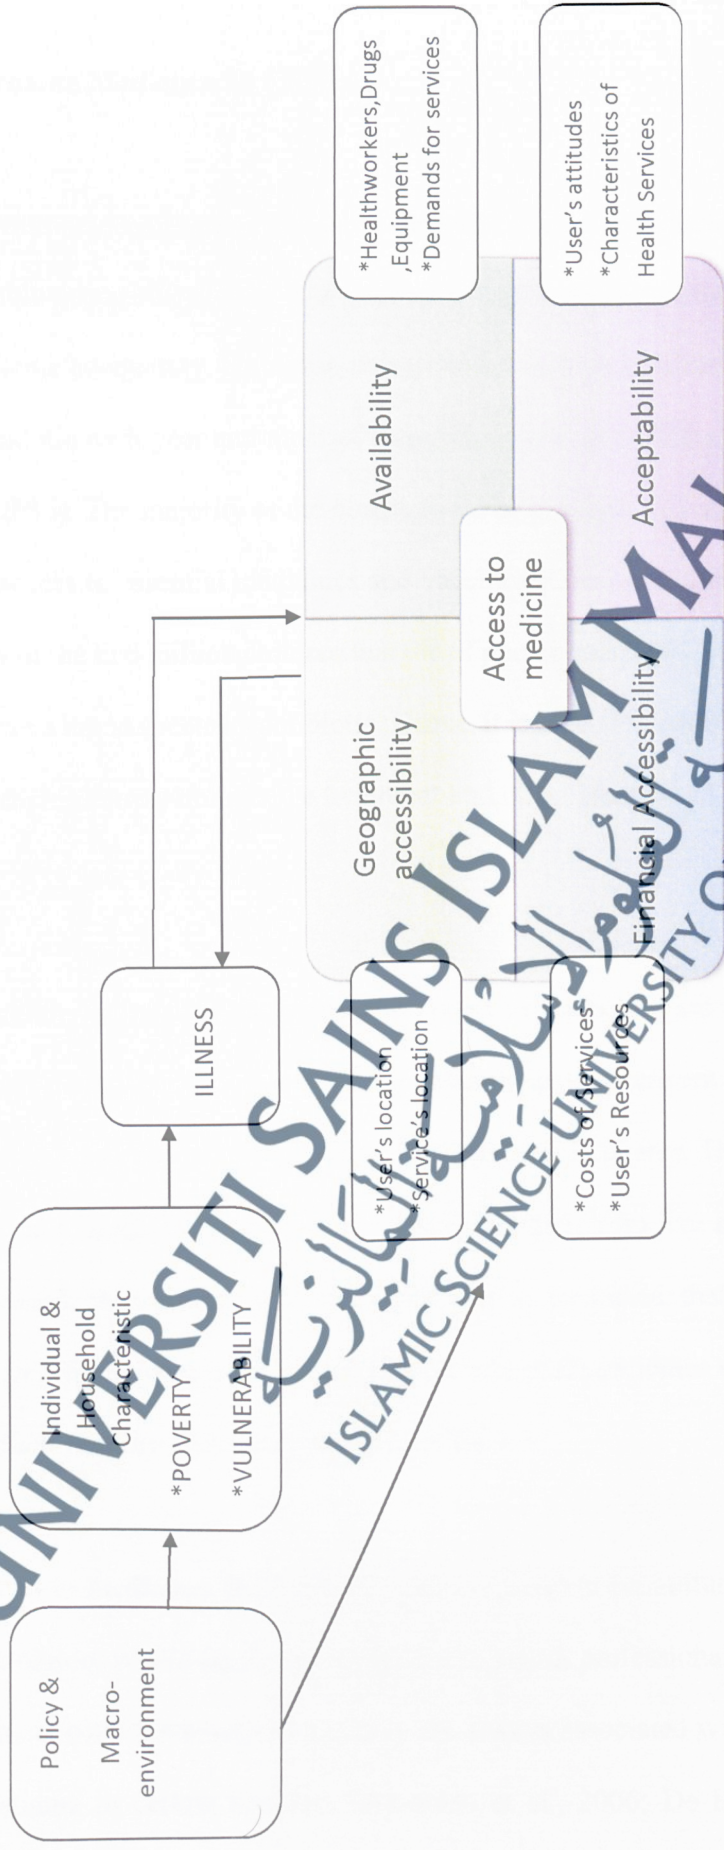 Policy &
Macro-
environment
Individual &
Household
Characteristic
*POVERTY
*VULNERABILITY
ILLNESS
Geographic
accessibility
Availability
Access to
medicine
Financial Accessibility
Acceptability
*User's location
*Service's location
*Costs of Services
*User's Resources
*Healthworkers,Drugs
,Equipment
*Demands for services
*User's attitudes
*Characteristics of
Health Services
UNIVERSITI SAINS ISLAM
ISLAMIC SCIENCE UNIVERSITY